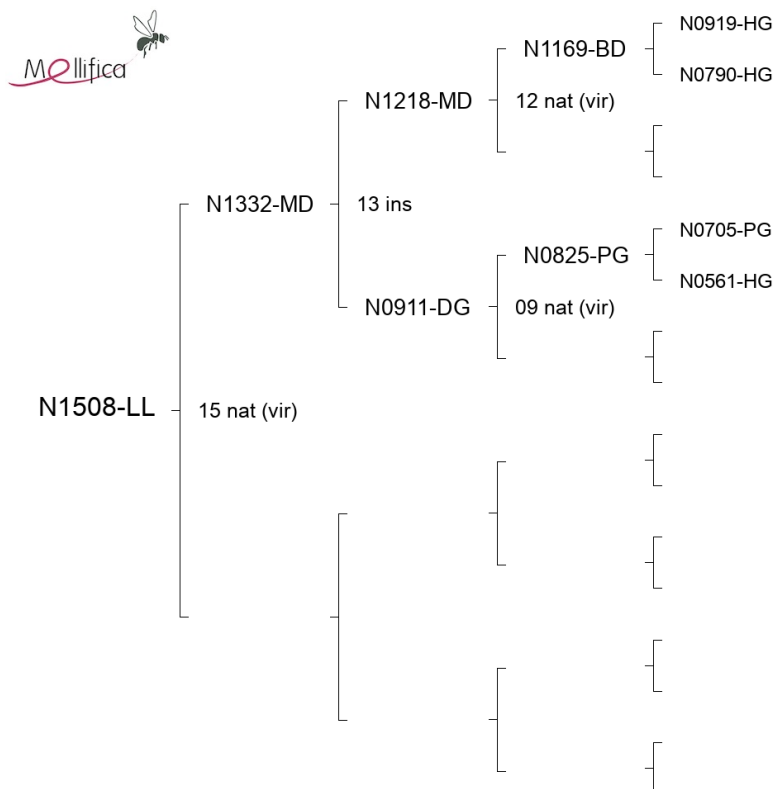 Mellifica
N0919-HG
N1169-BD
N0790-HG
N1218-MD
12 nat (vir)
N1332-MD
13 ins
N0705-PG
N0825-PG
N0561-HG
N0911-DG
09 nat (vir)
N1508-LL
15 nat (vir)